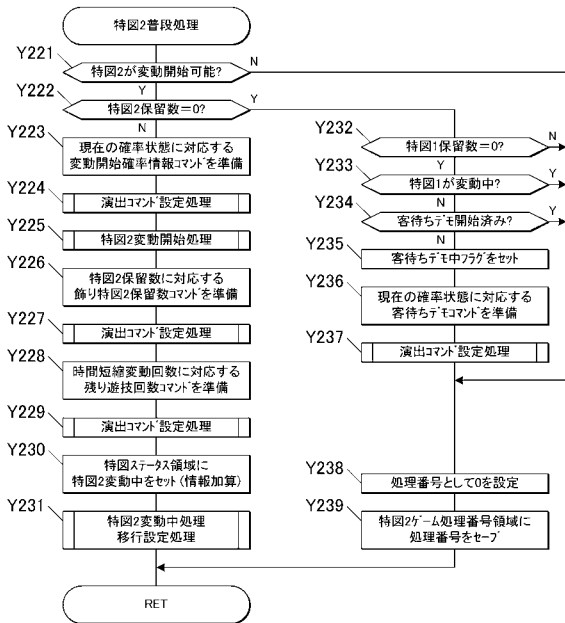 特図2普段処理
Y221
特図2が変動開始可能?
N
Y
Y222
特図2保留数=0?
Y
N
Y223
現在の確率状態に対応する
変動開始確率情報コマンドを準備
Y224
演出コマンド設定処理
Y225
特図2変動開始処理
Y226
特図2保留数に対応する
飾り特図2保留数コマンドを準備
Y227
演出コマンド設定処理
Y228
時間短縮変動回数に対応する
残り遊技回数コマンドを準備
Y229
演出コマンド設定処理
Y230
特図ステータス領域に
特図2変動中をセット(情報加算)
Y231
特図2変動中処理
移行設定処理
Y232
特図1保留数=0?
N
Y
Y233
特図1が変動中?
Y
N
Y234
客待ちデモ開始済み?
Y
N
Y235
客待ちデモ中フラグをセット
Y236
現在の確率状態に対応する
客待ちデモコマンドを準備
Y237
演出コマンド設定処理
Y238
処理番号として0を設定
Y239
特図2ゲーム処理番号領域に
処理番号をセーブ
RET